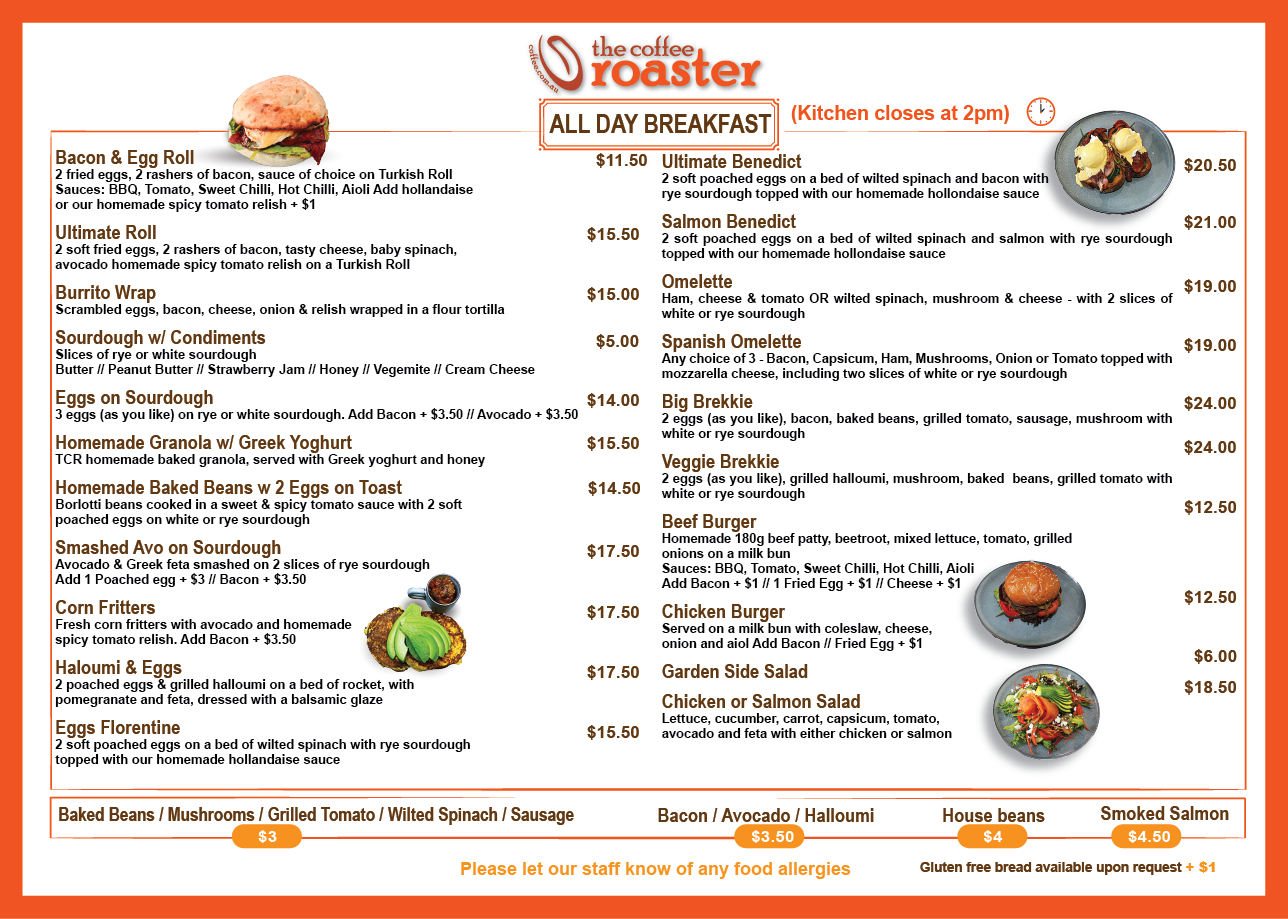 coffee.com.au
the coffee
roaster
ALL DAY BREAKFAST
(Kitchen closes at 2pm)
Bacon & Egg Roll $11.50
2 fried eggs, 2 rashers of bacon, sauce of choice on Turkish Roll
Sauces: BBQ, Tomato, Sweet Chilli, Hot Chilli, Aioli Add hollandaise
or our homemade spicy tomato relish + $1
Ultimate Roll $15.50
2 soft fried eggs, 2 rashers of bacon, tasty cheese, baby spinach,
avocado homemade spicy tomato relish on a Turkish Roll
Burrito Wrap $15.00
Scrambled eggs, bacon, cheese, onion & relish wrapped in a flour tortilla
Sourdough w/ Condiments $5.00
Slices of rye or white sourdough
Butter // Peanut Butter // Strawberry Jam // Honey // Vegemite // Cream Cheese
Eggs on Sourdough $14.00
3 eggs (as you like) on rye or white sourdough. Add Bacon + $3.50 // Avocado + $3.50
Homemade Granola w/ Greek Yoghurt $15.50
TCR homemade baked granola, served with Greek yoghurt and honey
Homemade Baked Beans w 2 Eggs on Toast $14.50
Borlotti beans cooked in a sweet & spicy tomato sauce with 2 soft
poached eggs on white or rye sourdough
Smashed Avo on Sourdough $17.50
Avocado & Greek feta smashed on 2 slices of rye sourdough
Add 1 Poached egg + $3 // Bacon + $3.50
Corn Fritters $17.50
Fresh corn fritters with avocado and homemade
spicy tomato relish. Add Bacon + $3.50
Haloumi & Eggs $17.50
2 poached eggs & grilled halloumi on a bed of rocket, with
pomegranate and feta, dressed with a balsamic glaze
Eggs Florentine $15.50
2 soft poached eggs on a bed of wilted spinach with rye sourdough
topped with our homemade hollandaise sauce
Ultimate Benedict $20.50
2 soft poached eggs on a bed of wilted spinach and bacon with
rye sourdough topped with our homemade hollondaise sauce
Salmon Benedict $21.00
2 soft poached eggs on a bed of wilted spinach and salmon with rye sourdough
topped with our homemade hollondaise sauce
Omelette $19.00
Ham, cheese & tomato OR wilted spinach, mushroom & cheese - with 2 slices of
white or rye sourdough
Spanish Omelette $19.00
Any choice of 3 - Bacon, Capsicum, Ham, Mushrooms, Onion or Tomato topped with
mozzarella cheese, including two slices of white or rye sourdough
Big Brekkie $24.00
2 eggs (as you like), bacon, baked beans, grilled tomato, sausage, mushroom with
white or rye sourdough
Veggie Brekkie $24.00
2 eggs (as you like), grilled halloumi, mushroom, baked beans, grilled tomato with
white or rye sourdough
Beef Burger $12.50
Homemade 180g beef patty, beetroot, mixed lettuce, tomato, grilled
onions on a milk bun
Sauces: BBQ, Tomato, Sweet Chilli, Hot Chilli, Aioli
Add Bacon + $1 // 1 Fried Egg + $1 // Cheese + $1
Chicken Burger $12.50
Served on a milk bun with coleslaw, cheese,
onion and aiol Add Bacon // Fried Egg + $1
Garden Side Salad $6.00
Chicken or Salmon Salad $18.50
Lettuce, cucumber, carrot, capsicum, tomato,
avocado and feta with either chicken or salmon
Baked Beans / Mushrooms / Grilled Tomato / Wilted Spinach / Sausage
$3
Bacon / Avocado / Halloumi
$3.50
House beans
$4
Smoked Salmon
$4.50
Please let our staff know of any food allergies
Gluten free bread available upon request + $1